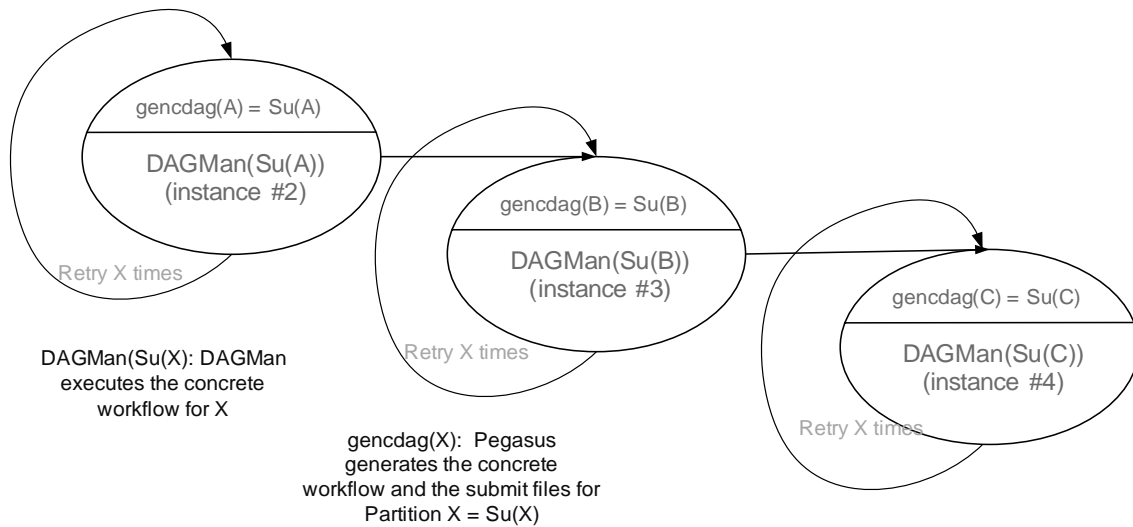 gencdag(A) = Su(A)
DAGMan(Su(A))
(instance #2)
Retry X times
gencdag(B) = Su(B)
DAGMan(Su(B))
(instance #3)
Retry X times
gencdag(C) = Su(C)
DAGMan(Su(C))
(instance #4)
Retry X times
DAGMan(Su(X): DAGMan
executes the concrete
workflow for X
gencdag(X): Pegasus
generates the concrete
workflow and the submit files for
Partition X = Su(X)